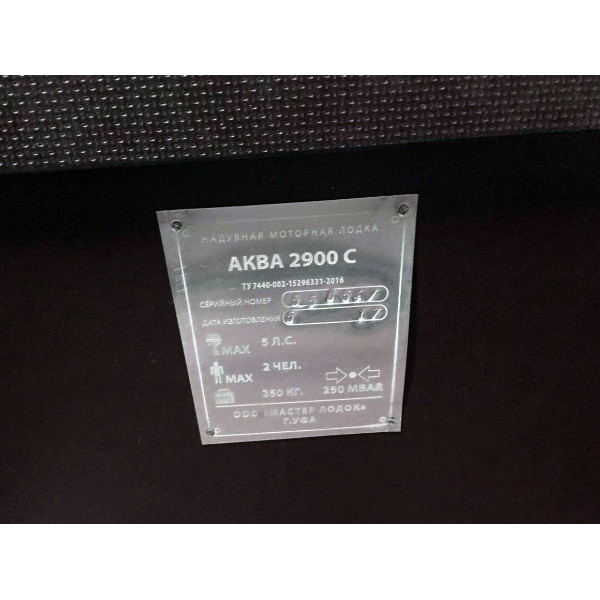 НАДУВНАЯ МОТОРНАЯ ЛОДКА
АКВА 2900 С
ТУ 7440-002-15296331-2016
СЕРИЙНЫЙ НОМЕР
ДАТА ИЗГОТОВЛЕНИЯ 17
MAX 5 Л.С.
MAX 2 ЧЕЛ.
350 КГ. 250 MBAR
ООО «МАСТЕР ЛОДОК»
Г.УФА